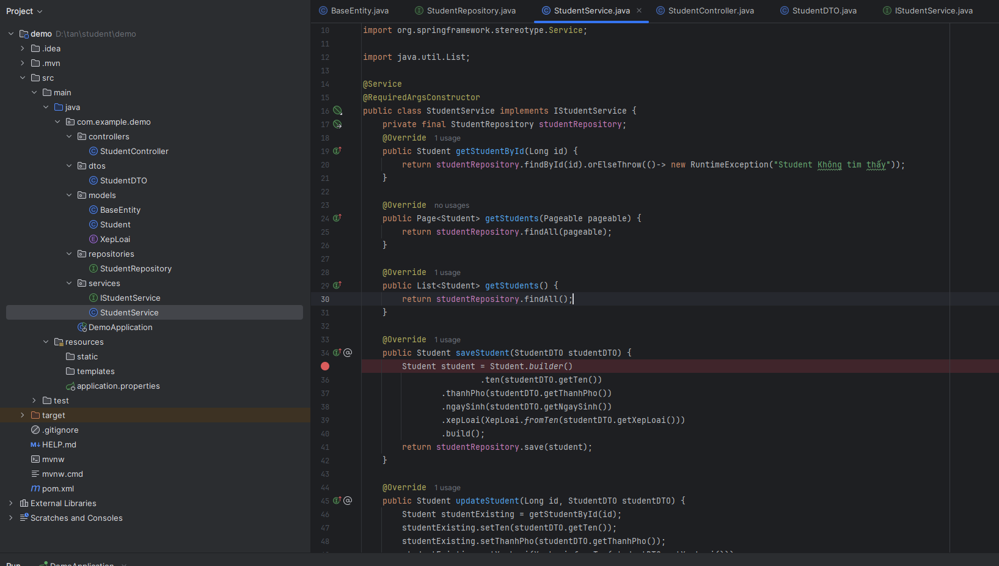 Project
demo D:\tan\student\demo
.idea
.mvn
src
main
java
com.example.demo
controllers
StudentController
dtos
StudentDTO
models
BaseEntity
Student
XepLoai
repositories
StudentRepository
services
IStudentService
StudentService
DemoApplication
resources
static
templates
application.properties
test
target
.gitignore
HELP.md
mvnw
mvnw.cmd
pom.xml
External Libraries
Scratches and Consoles
BaseEntity.java StudentRepository.java StudentService.java StudentController.java StudentDTO.java IStudentService.java
10 import org.springframework.stereotype.Service;
11
12 import java.util.List;
13
14 @Service
15 @RequiredArgsConstructor
16 public class StudentService implements IStudentService {
17 private final StudentRepository studentRepository;
18 @Override 1 usage
19 public Student getStudentById(Long id) {
20 return studentRepository.findById(id).orElseThrow(()-> new RuntimeException("Student Không tìm thấy"));
21 }
22
23 @Override no usages
24 public Page<Student> getStudents(Pageable pageable) {
25 return studentRepository.findAll(pageable);
26 }
27
28 @Override 1 usage
29 public List<Student> getStudents() {
30 return studentRepository.findAll();
31 }
32
33 @Override 1 usage
34 public Student saveStudent(StudentDTO studentDTO) {
Student student = Student.builder()
36 .ten(studentDTO.getTen())
37 .thanhPho(studentDTO.getThanhPho())
38 .ngaySinh(studentDTO.getNgaySinh())
39 .xepLoai(XepLoai.fromTen(studentDTO.getXepLoai()))
40 .build();
41 return studentRepository.save(student);
42 }
43
44 @Override 1 usage
45 public Student updateStudent(Long id, StudentDTO studentDTO) {
46 Student studentExisting = getStudentById(id);
47 studentExisting.setTen(studentDTO.getTen());
48 studentExisting.setThanhPho(studentDTO.getThanhPho());
Run DemoApplication